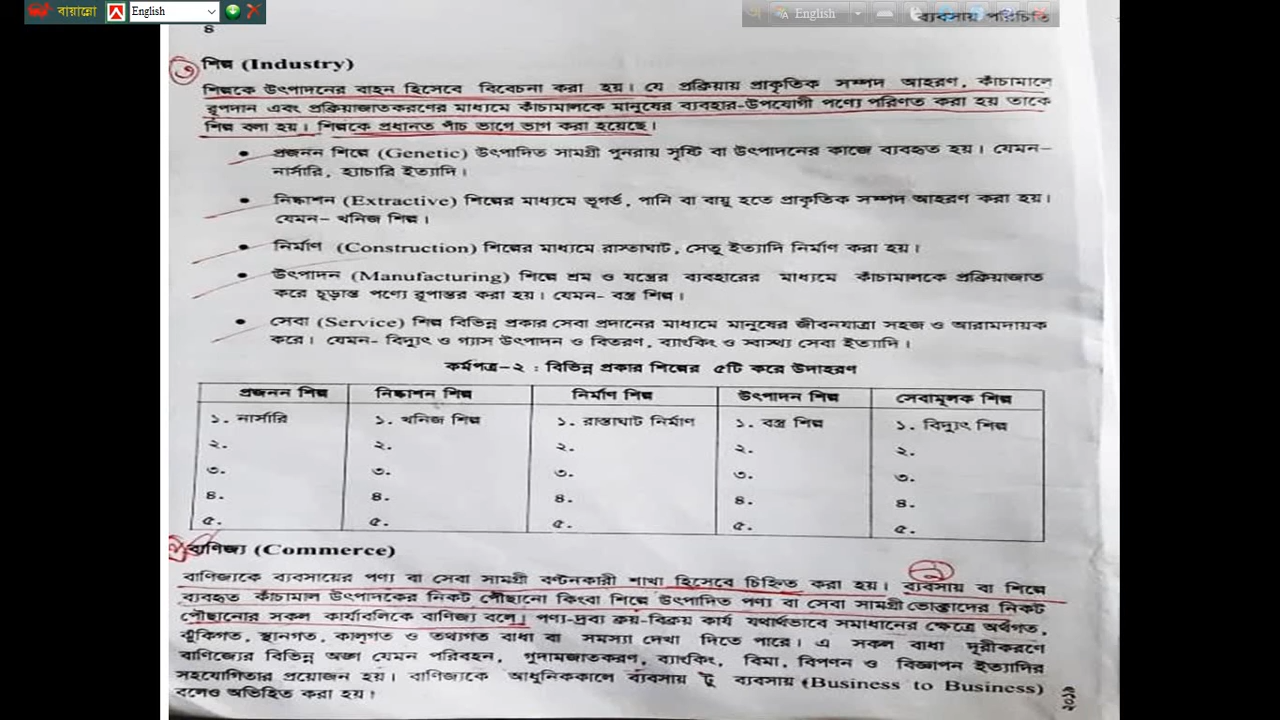 বায়ান্নো English English
ব্যবসায় পরিচিতি
৪
৩ শিল্প (Industry)
শিল্পকে উৎপাদনের বাহন হিসেবে বিবেচনা করা হয়। যে প্রক্রিয়ায় প্রাকৃতিক সম্পদ আহরণ, কাঁচামালে
রূপদান এবং প্রক্রিয়াজাতকরণের মাধ্যমে কাঁচামালকে মানুষের ব্যবহার-উপযোগী পণ্যে পরিণত করা হয় তাকে
শিল্প বলা হয়। শিল্পকে প্রধানত পাঁচ ভাগে ভাগ করা হয়েছে।
• প্রজনন শিল্পে (Genetic) উৎপাদিত সামগ্রী পুনরায় সৃষ্টি বা উৎপাদনের কাজে ব্যবহৃত হয়। যেমন-
নার্সারি, হ্যাচারি ইত্যাদি।
• নিষ্কাশন (Extractive) শিল্পের মাধ্যমে ভূগর্ভ, পানি বা বায়ু হতে প্রাকৃতিক সম্পদ আহরণ করা হয়।
যেমন- খনিজ শিল্প।
• নির্মাণ (Construction) শিল্পের মাধ্যমে রাস্তাঘাট, সেতু ইত্যাদি নির্মাণ করা হয়।
• উৎপাদন (Manufacturing) শিল্পে শ্রম ও যন্ত্রের ব্যবহারের মাধ্যমে কাঁচামালকে প্রক্রিয়াজাত
করে চূড়ান্ত পণ্যে রূপান্তর করা হয়। যেমন- বস্ত্র শিল্প।
• সেবা (Service) শিল্প বিভিন্ন প্রকার সেবা প্রদানের মাধ্যমে মানুষের জীবনযাত্রা সহজ ও আরামদায়ক
করে। যেমন- বিদ্যুৎ ও গ্যাস উৎপাদন ও বিতরণ, ব্যাংকিং ও স্বাস্থ্য সেবা ইত্যাদি।
কর্মপত্র-২ : বিভিন্ন প্রকার শিল্পের ৫টি করে উদাহরণ
প্রজনন শিল্প নিষ্কাশন শিল্প নির্মাণ শিল্প উৎপাদন শিল্প সেবামূলক শিল্প
১. নার্সারি ১. খনিজ শিল্প ১. রাস্তাঘাট নির্মাণ ১. বস্ত্র শিল্প ১. বিদ্যুৎ শিল্প
২. ২. ২. ২. ২.
৩. ৩. ৩. ৩. ৩.
৪. ৪. ৪. ৪. ৪.
৫. ৫. ৫. ৫. ৫.
বাণিজ্য (Commerce)
বাণিজ্যকে ব্যবসায়ের পণ্য বা সেবা সামগ্রী বণ্টনকারী শাখা হিসেবে চিহ্নিত করা হয়। ব্যবসায় বা শিল্পে
ব্যবহৃত কাঁচামাল উৎপাদকের নিকট পৌঁছানো কিংবা শিল্পে উৎপাদিত পণ্য বা সেবা সামগ্রী ভোক্তাদের নিকট
পৌঁছানোর সকল কার্যাবলিকে বাণিজ্য বলে। পণ্য-দ্রব্য ক্রয়-বিক্রয় কার্য যথার্থভাবে সমাধানের ক্ষেত্রে অর্থগত,
ঝুঁকিগত, স্থানগত, কালগত ও তথ্যগত বাধা বা সমস্যা দেখা দিতে পারে। এ সকল বাধা দূরীকরণে
বাণিজ্যের বিভিন্ন অঙ্গ যেমন পরিবহন, গুদামজাতকরণ, ব্যাংকিং, বিমা, বিপণন ও বিজ্ঞাপন ইত্যাদির
সহযোগিতার প্রয়োজন হয়। বাণিজ্যকে আধুনিককালে ব্যবসায় টু ব্যবসায় (Business to Business)
বলেও অভিহিত করা হয়।